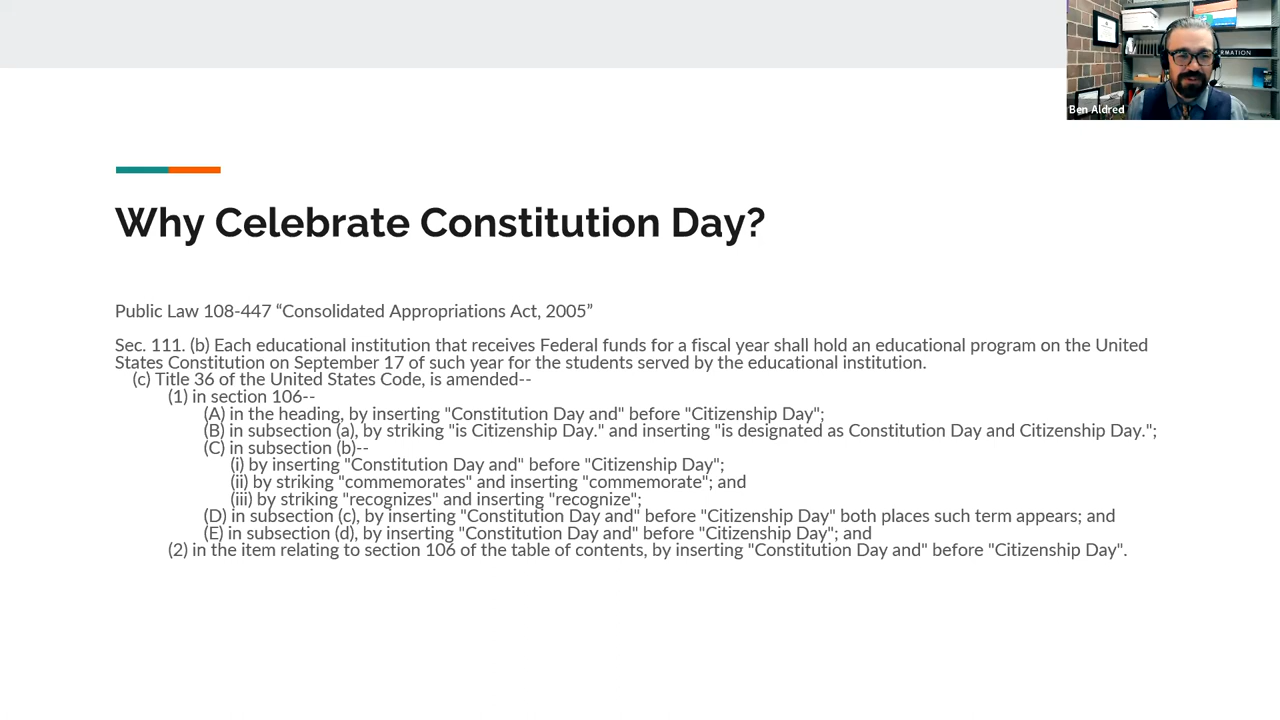 RMATION
Ben Aldred
Why Celebrate Constitution Day?
Public Law 108-447 “Consolidated Appropriations Act, 2005”
Sec. 111. (b) Each educational institution that receives Federal funds for a fiscal year shall hold an educational program on the United
States Constitution on September 17 of such year for the students served by the educational institution.
(c) Title 36 of the United States Code, is amended--
(1) in section 106--
(A) in the heading, by inserting "Constitution Day and" before "Citizenship Day";
(B) in subsection (a), by striking "is Citizenship Day." and inserting "is designated as Constitution Day and Citizenship Day.";
(C) in subsection (b)--
(i) by inserting "Constitution Day and" before "Citizenship Day";
(ii) by striking "commemorates" and inserting "commemorate"; and
(iii) by striking "recognizes" and inserting "recognize";
(D) in subsection (c), by inserting "Constitution Day and" before "Citizenship Day" both places such term appears; and
(E) in subsection (d), by inserting "Constitution Day and" before "Citizenship Day"; and
(2) in the item relating to section 106 of the table of contents, by inserting "Constitution Day and" before "Citizenship Day".